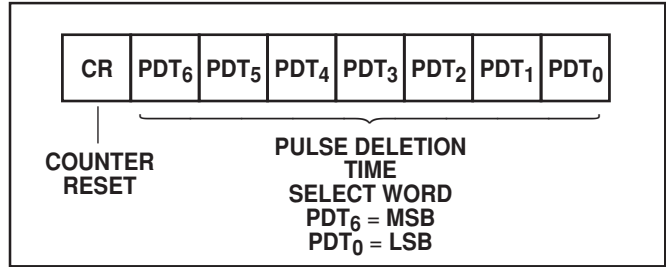 CR PDT6 PDT5 PDT4 PDT3 PDT2 PDT1 PDT0
COUNTER
RESET
PULSE DELETION
TIME
SELECT WORD
PDT6 = MSB
PDT0 = LSB